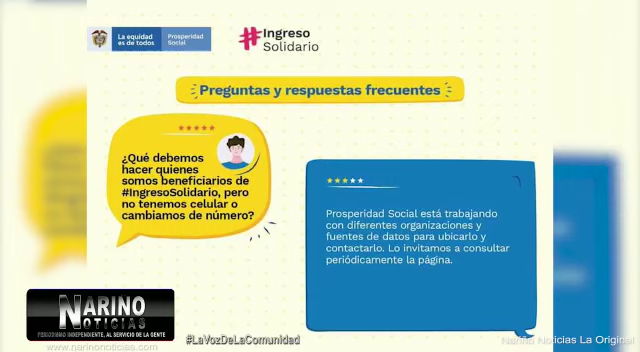 La equidad
es de todos
Prosperidad
Social
#Ingreso
Solidario
Preguntas y respuestas frecuentes
¿Qué debemos
hacer quienes
somos beneficiarios de
#IngresoSolidario, pero
no tenemos celular o
cambiamos de número?
Prosperidad Social está trabajando
con diferentes organizaciones y
fuentes de datos para ubicarlo y
contactarlo. Lo invitamos a consultar
periódicamente la página.
NARINO
NOTICIAS
PERIODISMO INDEPENDIENTE, AL SERVICIO DE LA GENTE
www.narinonoticias.com
#LaVozDeLaComunidad
Nariño Noticias La Original